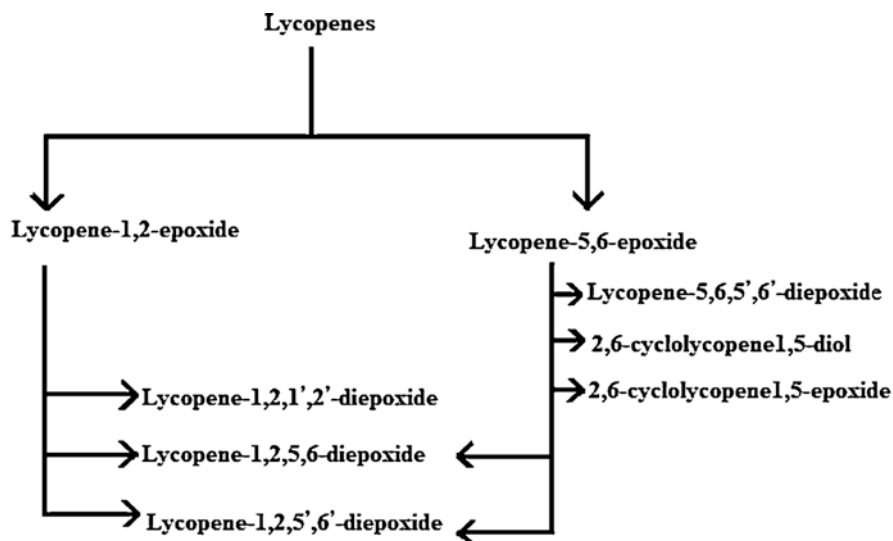 Lycopenes
Lycopene-1,2-epoxide
Lycopene-5,6-epoxide
Lycopene-5,6,5’,6’-diepoxide
2,6-cyclolycopene1,5-diol
2,6-cyclolycopene1,5-epoxide
Lycopene-1,2,1’,2’-diepoxide
Lycopene-1,2,5,6-diepoxide
Lycopene-1,2,5’,6’-diepoxide